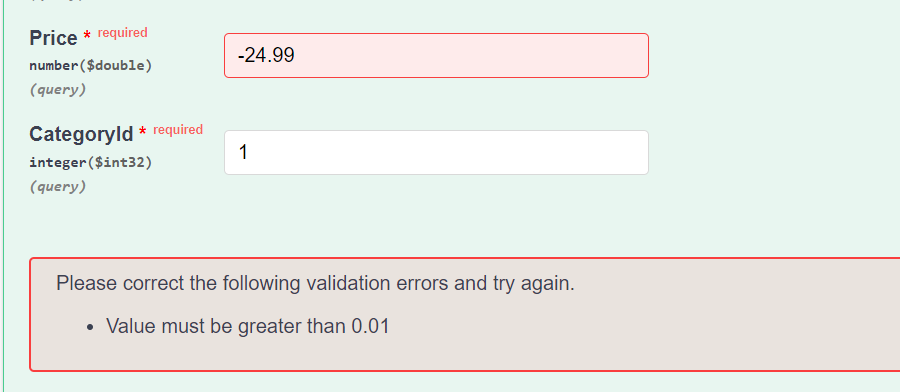 Price * required
number($double)
(query)
-24.99
CategoryId * required
integer($int32)
(query)
1
Please correct the following validation errors and try again.
• Value must be greater than 0.01